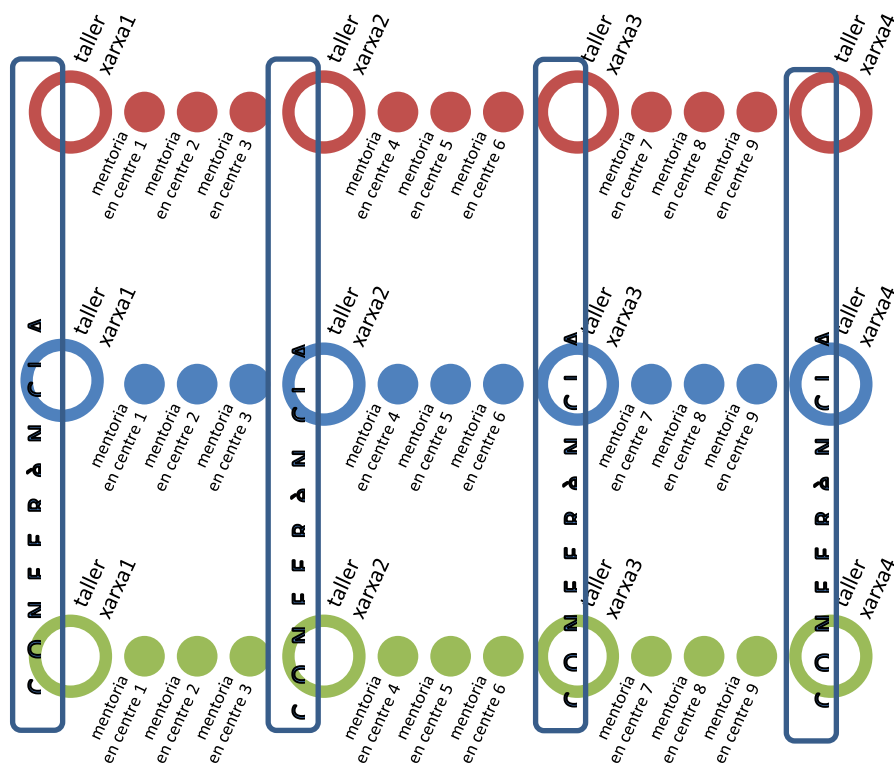 taller
xarxa1
mentoria
en centre 1
mentoria
en centre 2
mentoria
en centre 3
taller
xarxa2
mentoria
en centre 4
mentoria
en centre 5
mentoria
en centre 6
taller
xarxa3
mentoria
en centre 7
mentoria
en centre 8
mentoria
en centre 9
taller
xarxa4
taller
xarxa1
mentoria
en centre 1
mentoria
en centre 2
mentoria
en centre 3
taller
xarxa2
mentoria
en centre 4
mentoria
en centre 5
mentoria
en centre 6
taller
xarxa3
mentoria
en centre 7
mentoria
en centre 8
mentoria
en centre 9
taller
xarxa4
taller
xarxa1
mentoria
en centre 1
mentoria
en centre 2
mentoria
en centre 3
taller
xarxa2
mentoria
en centre 4
mentoria
en centre 5
mentoria
en centre 6
taller
xarxa3
mentoria
en centre 7
mentoria
en centre 8
mentoria
en centre 9
taller
xarxa4
CONFERÈNCIA
CONFERÈNCIA
CONFERÈNCIA
CONFERÈNCIA